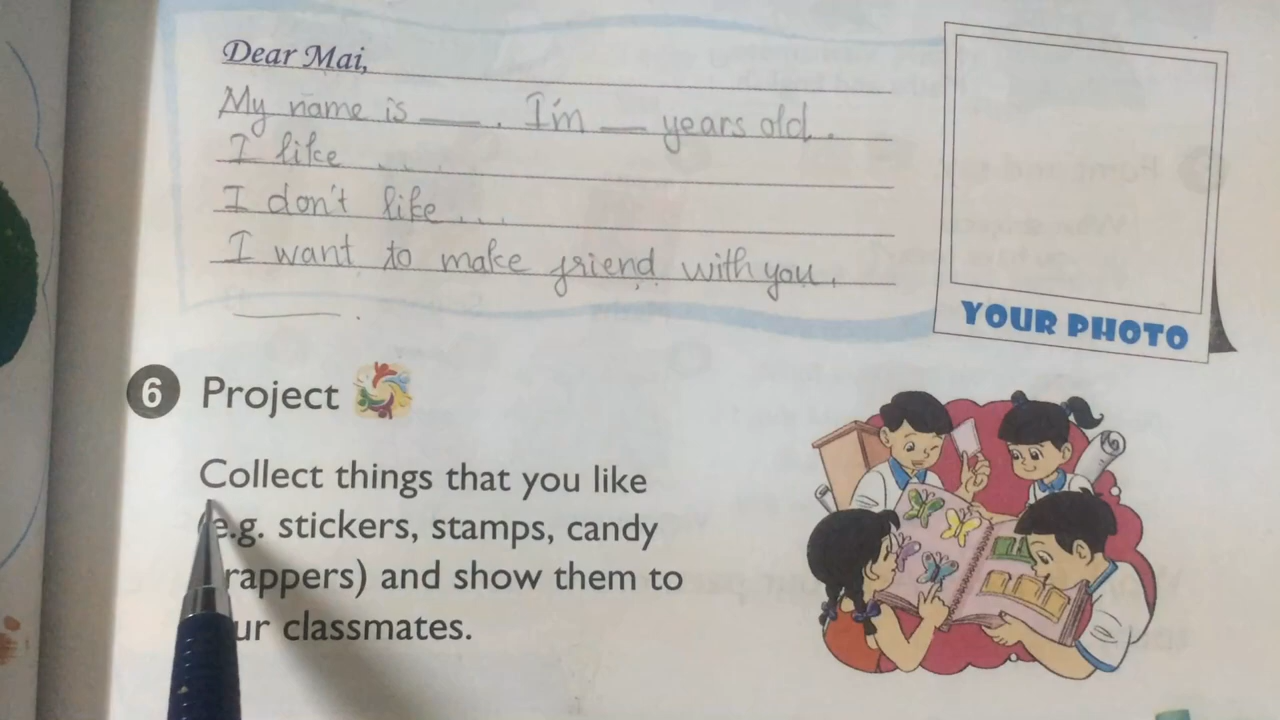 Dear Mai,
My name is ___. I'm ___ years old.
I like .....
I don't like ...
I want to make friend with you.
______.
YOUR PHOTO
6 Project
Collect things that you like
e.g. stickers, stamps, candy
rappers) and show them to
ur classmates.